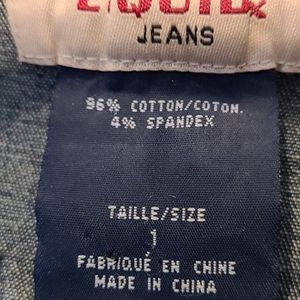 JEANS
96% COTTON/COTON.
4% SPANDEX
TAILLE/SIZE
1
FABRIQUÉ EN CHINE
MADE IN CHINA